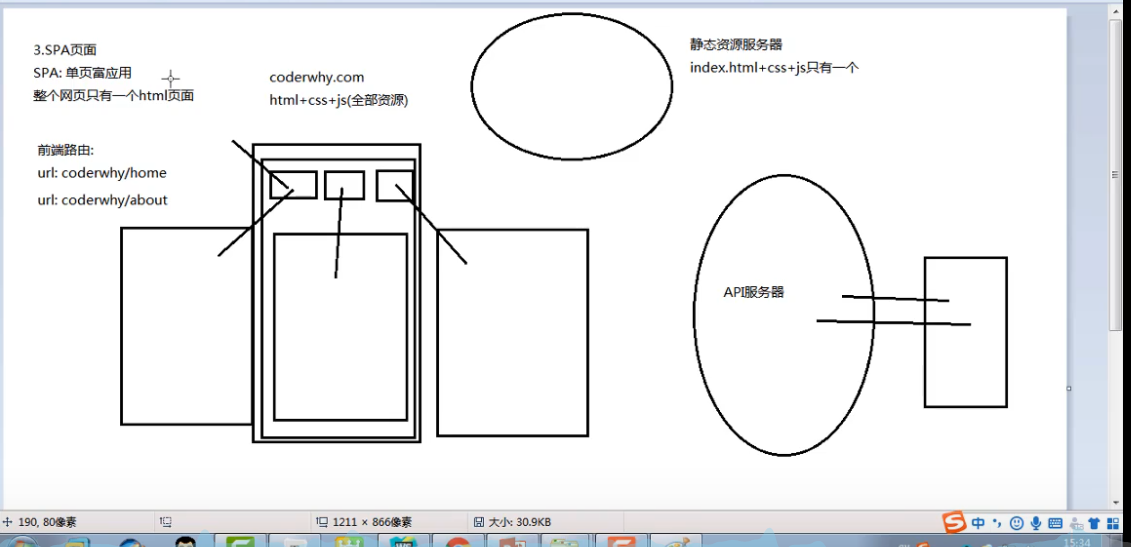 3.SPA页面
SPA: 单页富应用
整个网页只有一个html页面
coderwhy.com
html+css+js(全部资源)
静态资源服务器
index.html+css+js只有一个
前端路由:
url: coderwhy/home
url: coderwhy/about
API服务器
190, 80像素
1211 × 866像素
大小: 30.9KB
中
15:34